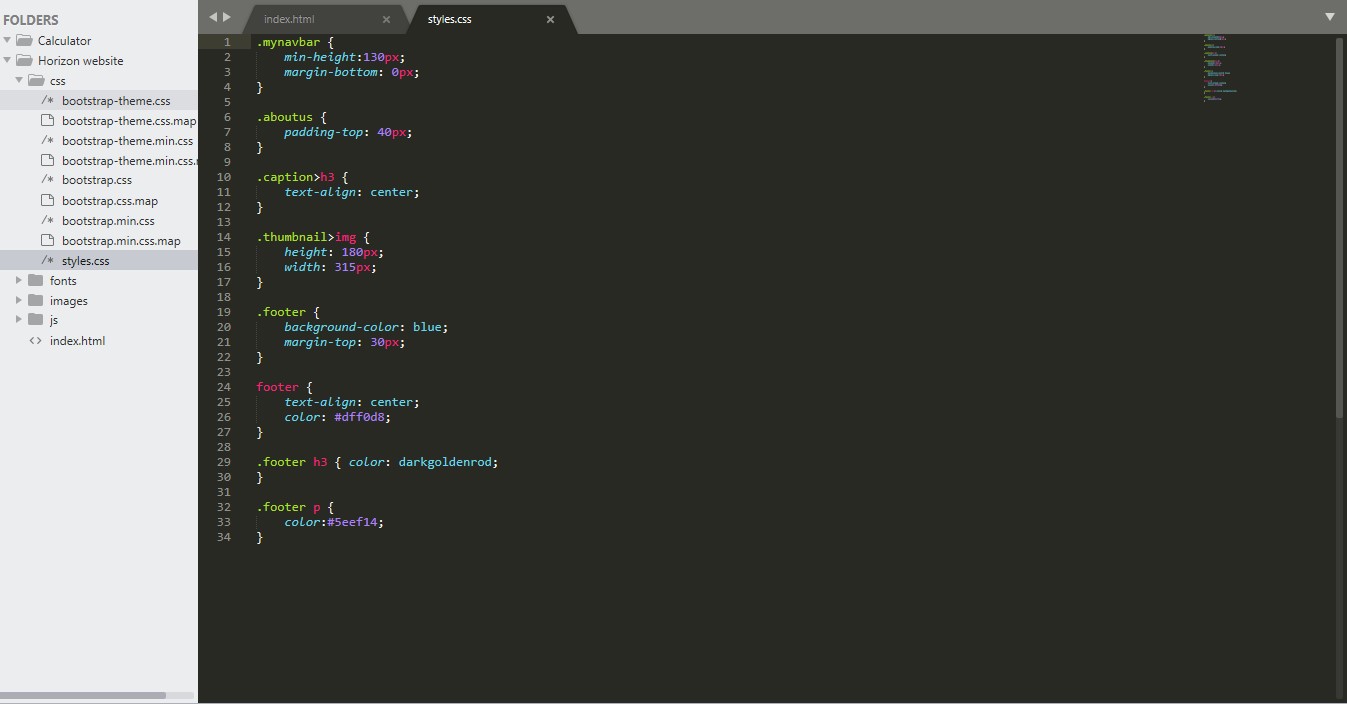 FOLDERS
Calculator
Horizon website
css
/* bootstrap-theme.css
bootstrap-theme.css.map
/* bootstrap-theme.min.css
bootstrap-theme.min.css.
/* bootstrap.css
bootstrap.css.map
/* bootstrap.min.css
bootstrap.min.css.map
/* styles.css
fonts
images
js
<> index.html
index.html ×
styles.css ×
1 .mynavbar {
2     min-height:130px;
3     margin-bottom: 0px;
4 }
5
6 .aboutus {
7     padding-top: 40px;
8 }
9
10 .caption>h3 {
11     text-align: center;
12 }
13
14 .thumbnail>img {
15     height: 180px;
16     width: 315px;
17 }
18
19 .footer {
20     background-color: blue;
21     margin-top: 30px;
22 }
23
24 footer {
25     text-align: center;
26     color: #dff0d8;
27 }
28
29 .footer h3 { color: darkgoldenrod;
30 }
31
32 .footer p {
33     color:#5eef14;
34 }